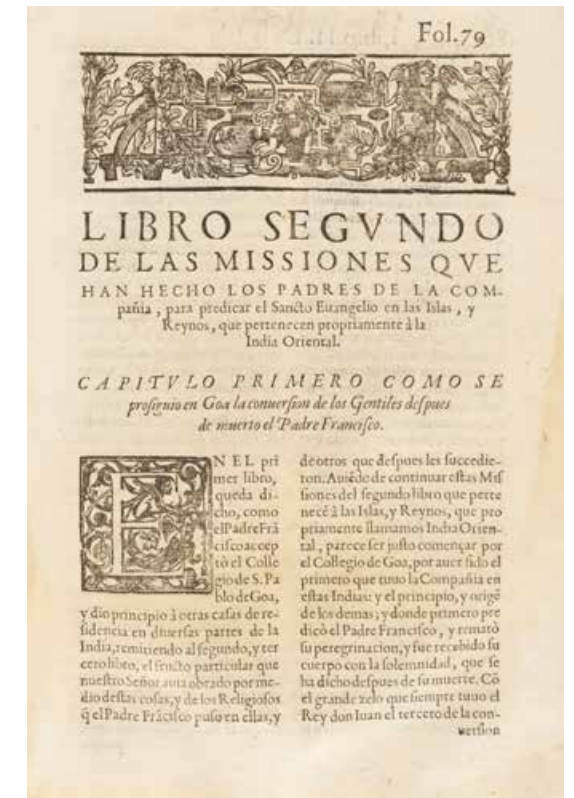 Fol.79
LIBRO SEGVNDO
DE LAS MISSIONES QVE
HAN HECHO LOS PADRES DE LA COM-
pañia, para predicar el Sancto Euangelio en las Islas, y
Reynos, que pertenecen propriamente à la
India Oriental.
CAPITVLO PRIMERO COMO SE
prosiguio en Goa la conuersion de los Gentiles despues
de muerto el Padre Francisco.
EN EL pri
mer libro,
queda di-
cho, como
el Padre Frã
cisco accep
tò el Colle
gio de S. Pa
blo de Goa,
y dio principio à otras casas de re-
sidencia en diuersas partes de la
India, remitiendo al segundo, y ter
cero libro, el fructo particular que
nuestro Señor auia obrado por me-
dio destas cosas, y de los Religiosos
q̃ el Padre Frãcisco puso en ellas, y
de otros que despues les succedie-
ron. Auiẽdo de continuar estas Mis
siones del segundo libro que perte
necẽ à las Islas, y Reynos, que pro
priamente llamamos India Orien-
tal, parece ser justo començar por
el Collegio de Goa, por auer sido el
primero que tuuo la Compañia en
estas Indias: y el principio, y origẽ
de los demas; y donde primero pre
dicò el Padre Francisco, y rematò
su peregrinacion, y fue recebido su
cuerpo con la solemnidad, que se
ha dicho despues de su muerte. Cõ
el grande zelo que siempre tuuo el
Rey don Iuan el tercero de la con-
uersion